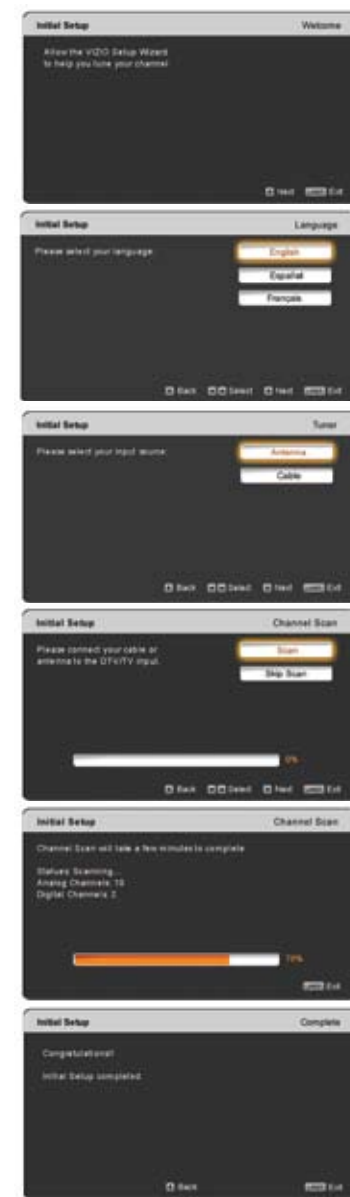 Initial Setup Welcome
Allow the VIZIO Setup Wizard
to help you tune your channel
Next Exit
Initial Setup Language
Please select your language. English
Español
Français
Back Select Next Exit
Initial Setup Tuner
Please select your input source. Antenna
Cable
Back Select Next Exit
Initial Setup Channel Scan
Please connect your cable or Scan
antenna to the DTV/TV input. Skip Scan
0%
Back Select Next Exit
Initial Setup Channel Scan
Channel Scan will take a few minutes to complete
Statues: Scanning...
Analog Channels:
Digital Channels:
Exit
Initial Setup Complete
Congratulations!
Initial Setup completed
Back Exit